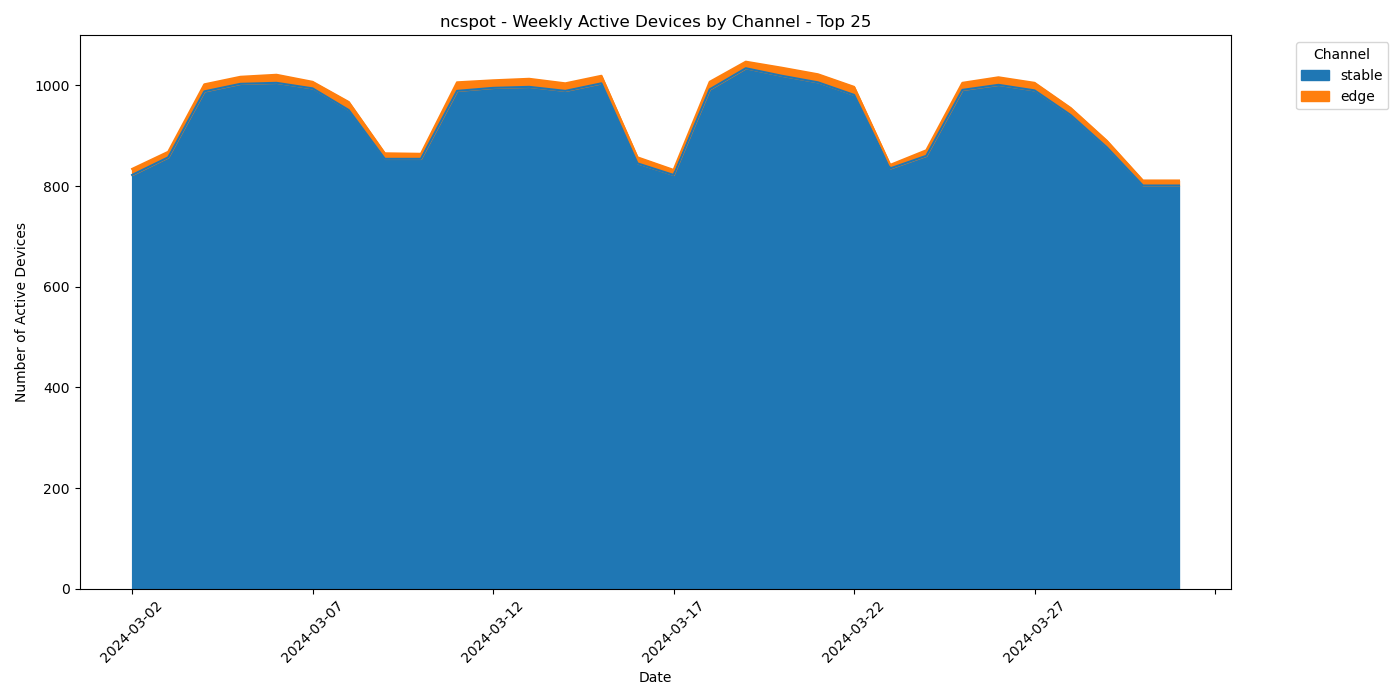 ncspot - Weekly Active Devices by Channel - Top 25
Channel
stable
edge
Number of Active Devices
1000
800
600
400
200
0
2024-03-02
2024-03-07
2024-03-12
2024-03-17
2024-03-22
2024-03-27
Date